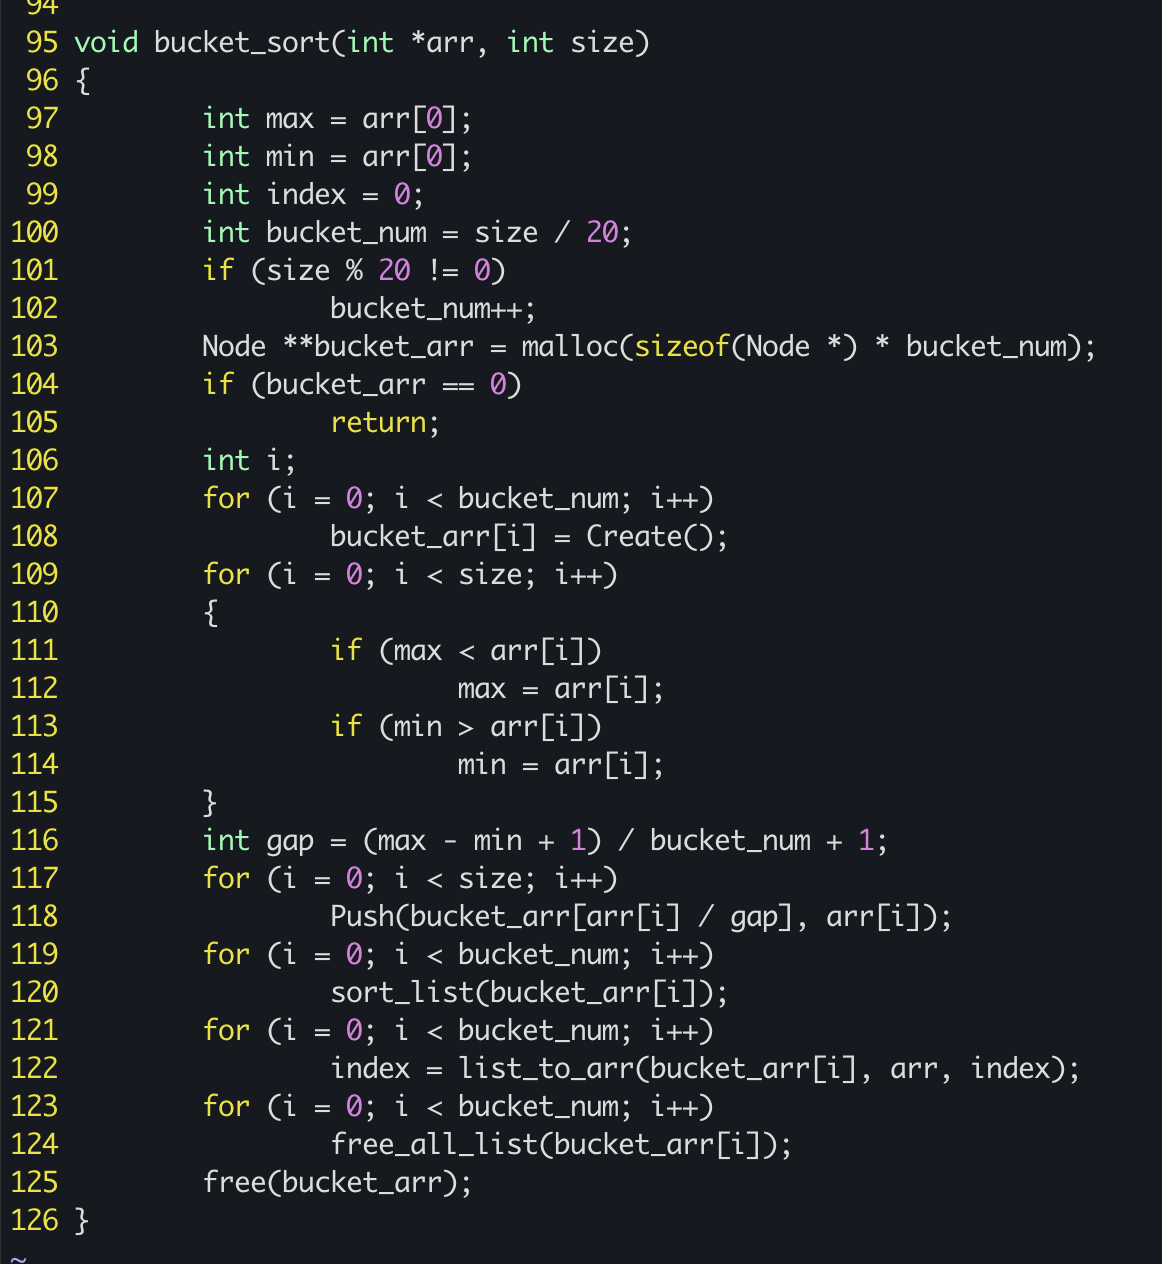 94
95 void bucket_sort(int *arr, int size)
96 {
97         int max = arr[0];
98         int min = arr[0];
99         int index = 0;
100         int bucket_num = size / 20;
101         if (size % 20 != 0)
102                 bucket_num++;
103         Node **bucket_arr = malloc(sizeof(Node *) * bucket_num);
104         if (bucket_arr == 0)
105                 return;
106         int i;
107         for (i = 0; i < bucket_num; i++)
108                 bucket_arr[i] = Create();
109         for (i = 0; i < size; i++)
110         {
111                 if (max < arr[i])
112                         max = arr[i];
113                 if (min > arr[i])
114                         min = arr[i];
115         }
116         int gap = (max - min + 1) / bucket_num + 1;
117         for (i = 0; i < size; i++)
118                 Push(bucket_arr[arr[i] / gap], arr[i]);
119         for (i = 0; i < bucket_num; i++)
120                 sort_list(bucket_arr[i]);
121         for (i = 0; i < bucket_num; i++)
122                 index = list_to_arr(bucket_arr[i], arr, index);
123         for (i = 0; i < bucket_num; i++)
124                 free_all_list(bucket_arr[i]);
125         free(bucket_arr);
126 }
~